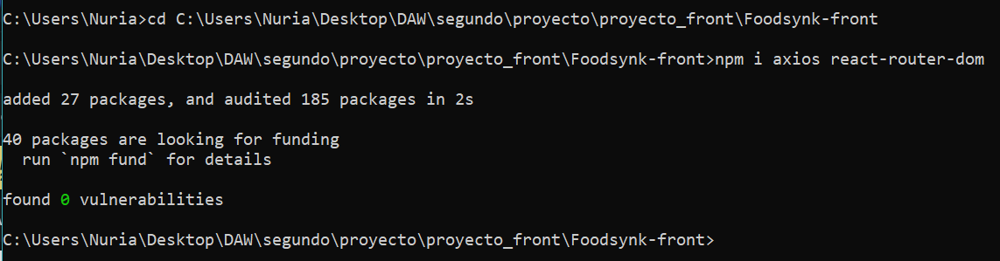 C:\Users\Nuria>cd C:\Users\Nuria\Desktop\DAW\segundo\proyecto\proyecto_front\Foodsynk-front
C:\Users\Nuria\Desktop\DAW\segundo\proyecto\proyecto_front\Foodsynk-front>npm i axios react-router-dom
added 27 packages, and audited 185 packages in 2s
40 packages are looking for funding
  run `npm fund` for details
found 0 vulnerabilities
C:\Users\Nuria\Desktop\DAW\segundo\proyecto\proyecto_front\Foodsynk-front>